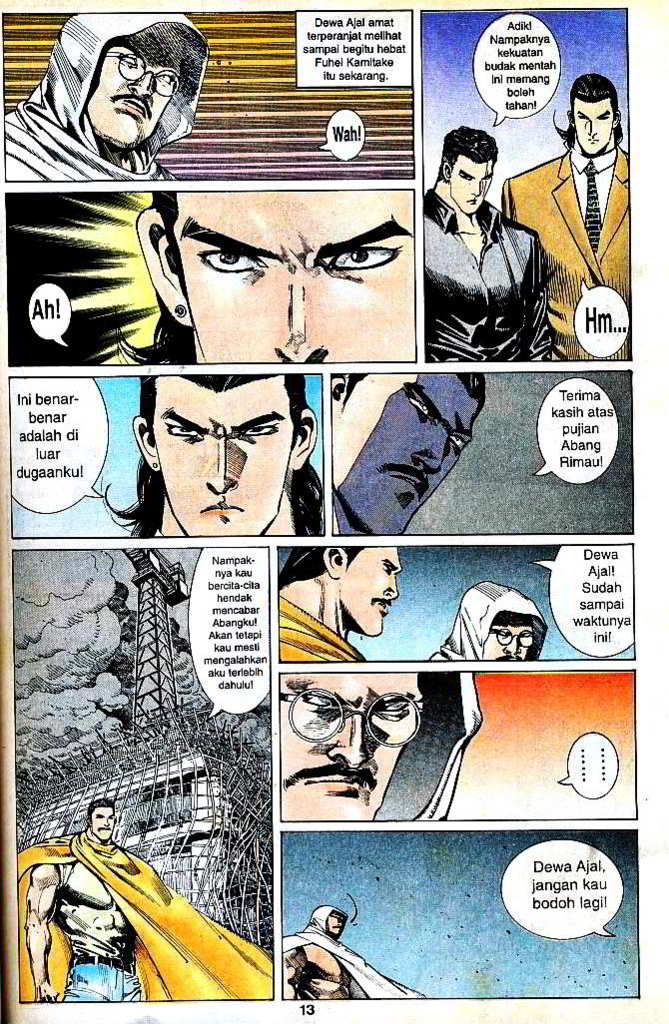 Dewa Ajal amat
terperanjat melihat
sampai begitu hebat
Fuhei Kamitake
itu sekarang.
Wah!
Adik!
Nampaknya
kekuatan
budak mentah
ini memang
boleh
tahan!
Hm...
Ah!
Ini benar-
benar
adalah di
luar
dugaanku!
Terima
kasih atas
pujian
Abang
Rimau!
Nampak-
nya kau
bercita-cita
hendak
mencabar
Abangku!
Akan tetapi
kau mesti
mengalahkan
aku terlebih
dahulu!
Dewa
Ajal!
Sudah
sampai
waktunya
ini!
......
Dewa Ajal,
jangan kau
bodoh lagi!
13